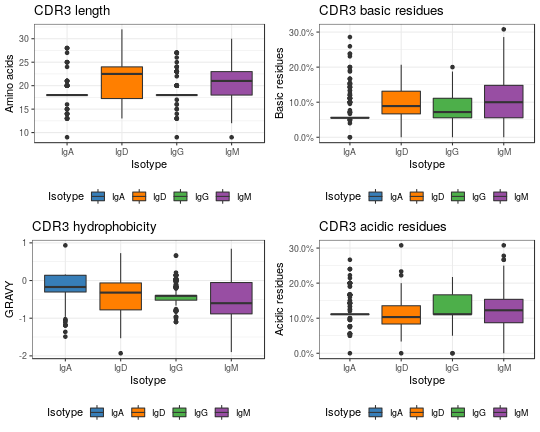 CDR3 length
Amino acids
30
25
20
15
10
IgA IgD IgG IgM
Isotype
Isotype IgA IgD IgG IgM
CDR3 basic residues
Basic residues
30.0%
20.0%
10.0%
0.0%
IgA IgD IgG IgM
Isotype
Isotype IgA IgD IgG IgM
CDR3 hydrophobicity
GRAVY
1
0
-1
-2
IgA IgD IgG IgM
Isotype
Isotype IgA IgD IgG IgM
CDR3 acidic residues
Acidic residues
30.0%
20.0%
10.0%
0.0%
IgA IgD IgG IgM
Isotype
Isotype IgA IgD IgG IgM